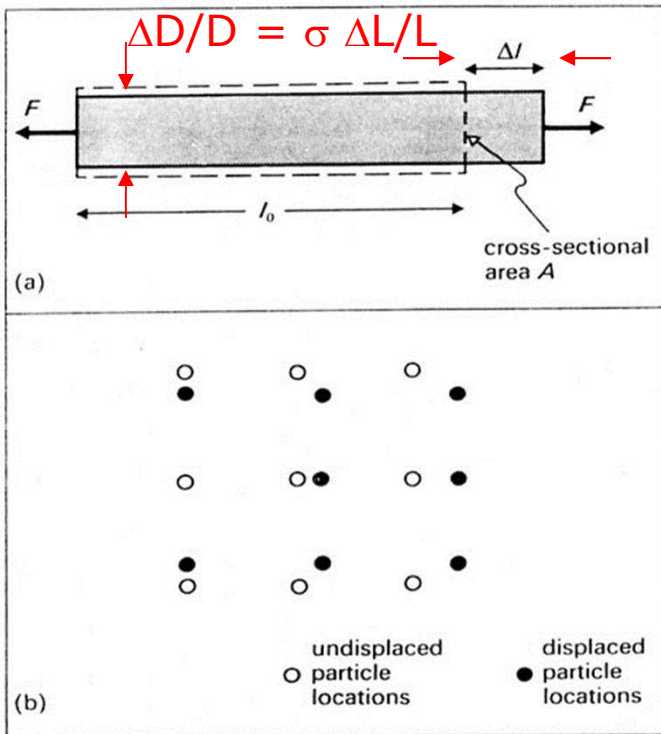 ΔD/D = σ ΔL/L
Δl
F
F
l₀
cross-sectional
area A
(a)
undisplaced
particle
locations
displaced
particle
locations
(b)